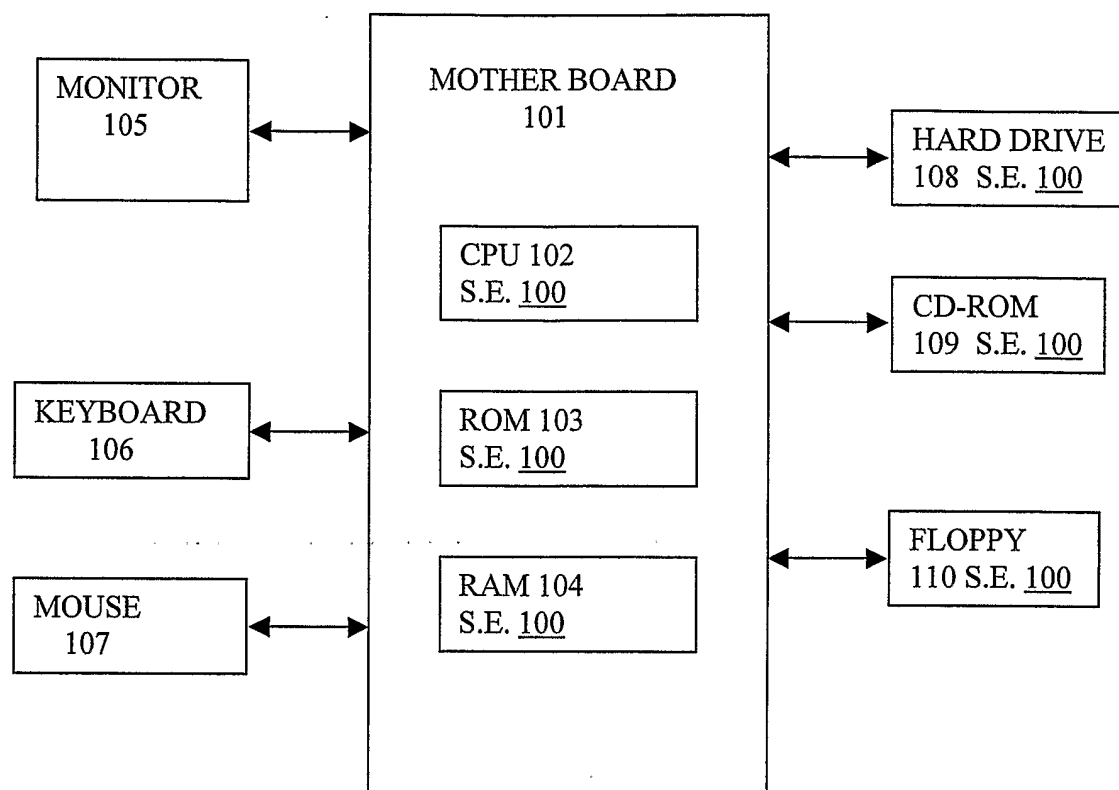 MONITOR
105
MOTHER BOARD
101
HARD DRIVE
108 S.E. 100
CPU 102
S.E. 100
CD-ROM
109 S.E. 100
KEYBOARD
106
ROM 103
S.E. 100
FLOPPY
110 S.E. 100
MOUSE
107
RAM 104
S.E. 100